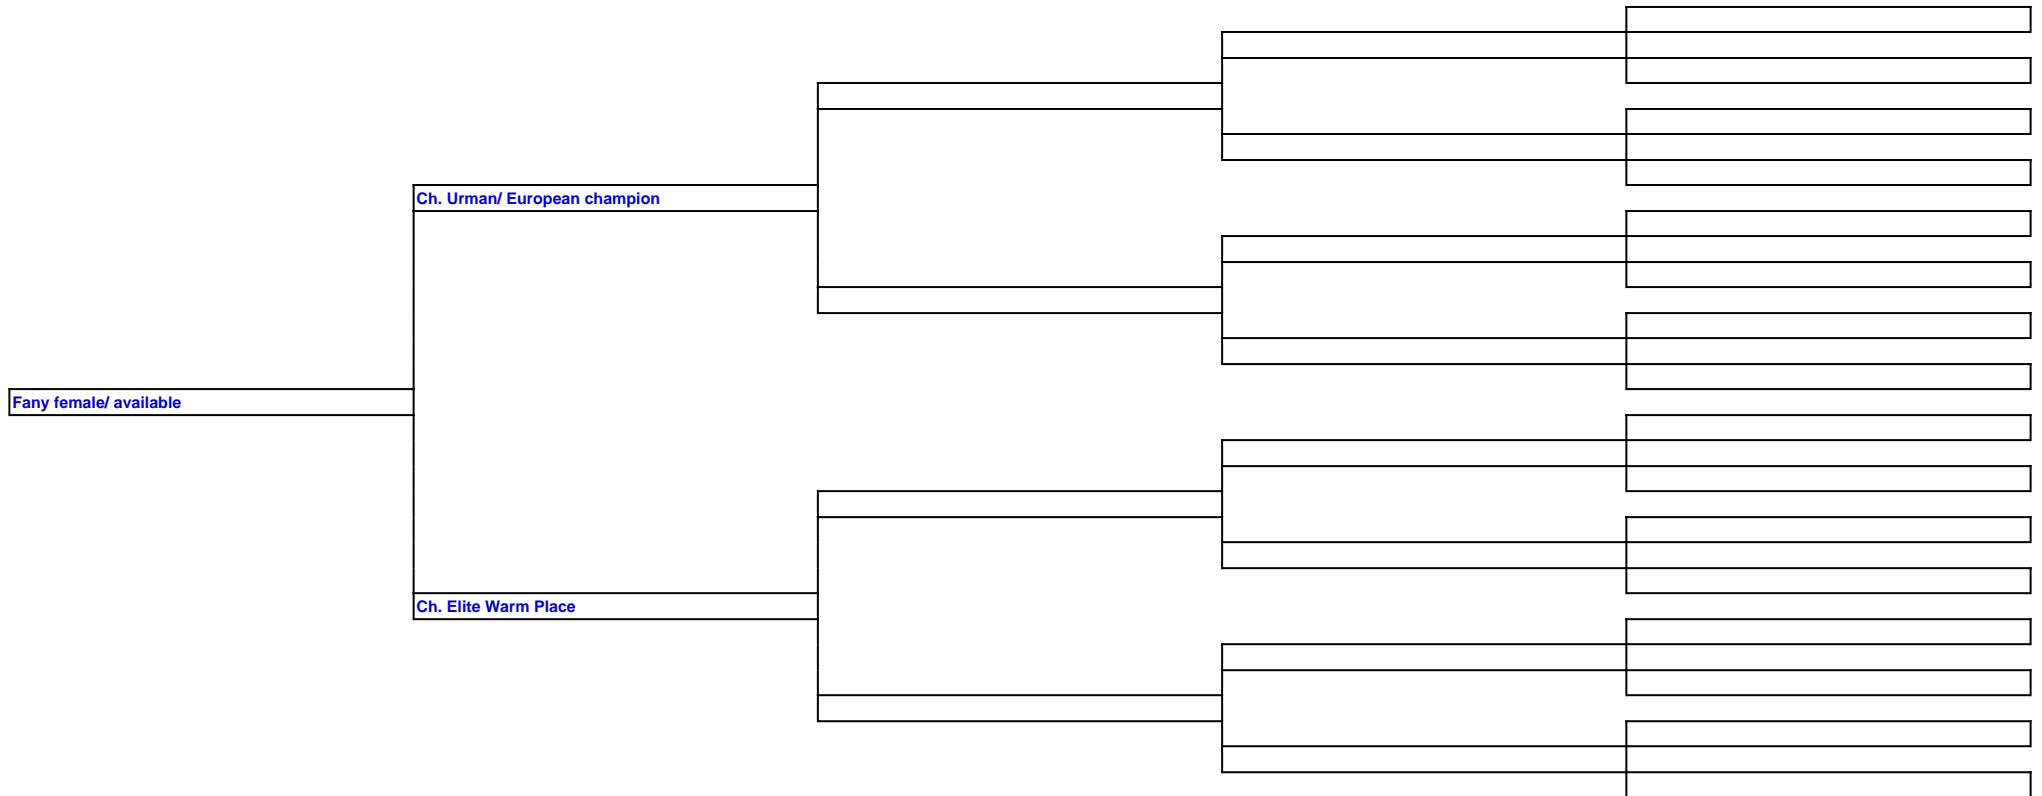 Ch. Urman/ European champion
Fany female/ available
Ch. Elite Warm Place